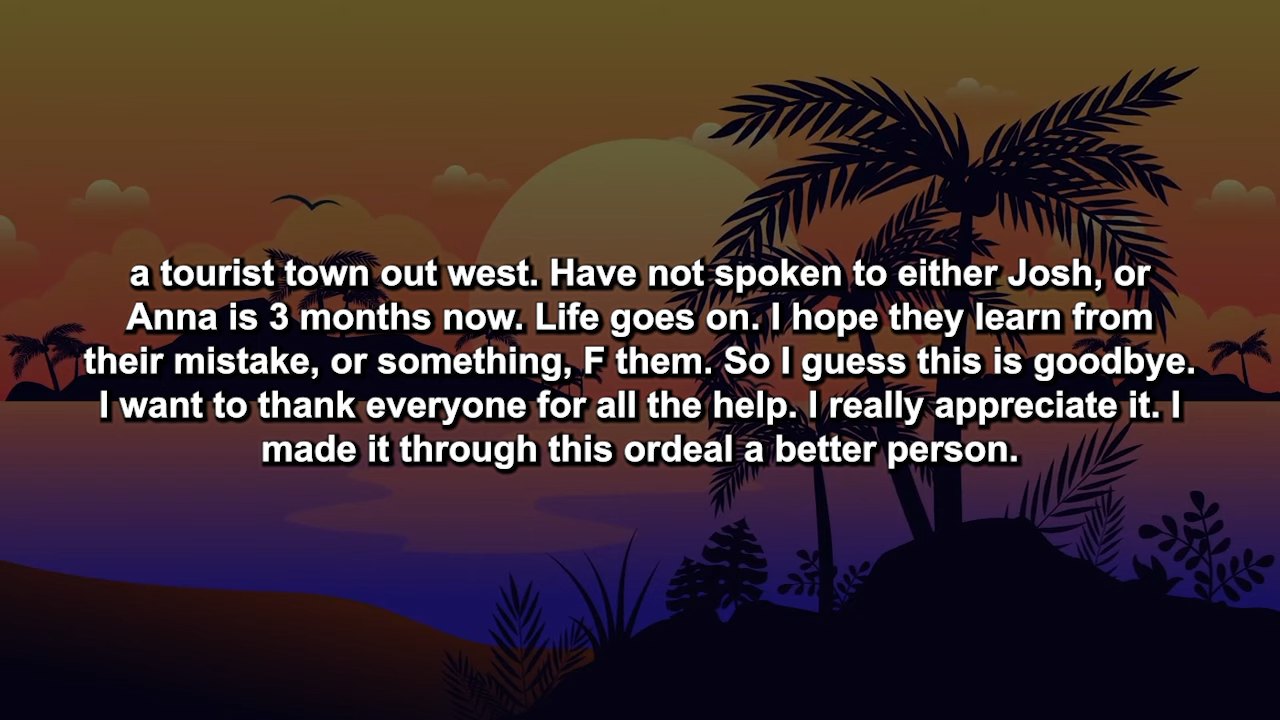 a tourist town out west. Have not spoken to either Josh, or
Anna is 3 months now. Life goes on. I hope they learn from
their mistake, or something, F them. So I guess this is goodbye.
I want to thank everyone for all the help. I really appreciate it. I
made it through this ordeal a better person.